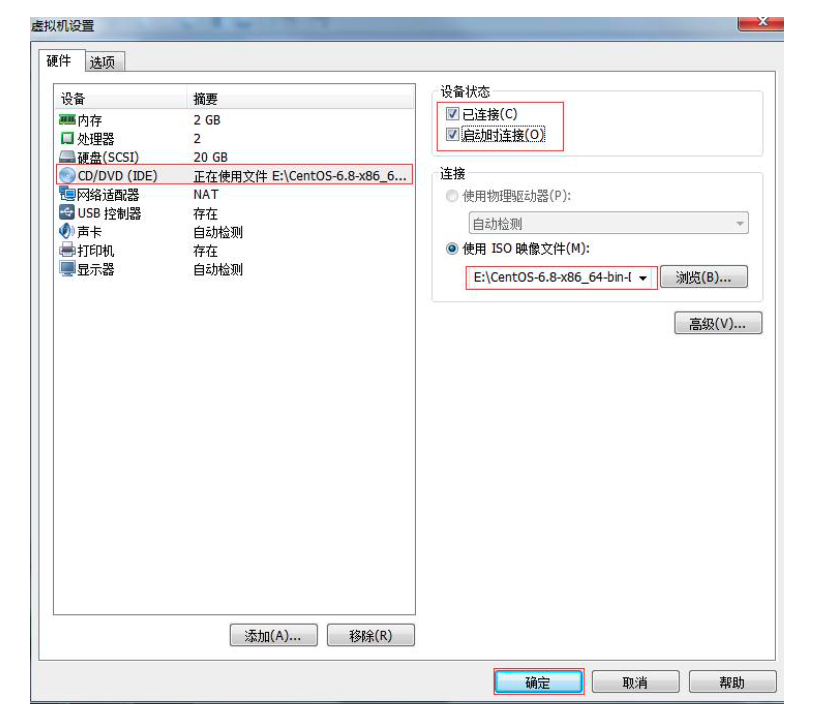 虚拟机设置
硬件 选项
设备 摘要
内存 2 GB
处理器 2
硬盘(SCSI) 20 GB
CD/DVD (IDE) 正在使用文件 E:\CentOS-6.8-x86_6...
网络适配器 NAT
USB 控制器 存在
声卡 自动检测
打印机 存在
显示器 自动检测
添加(A)... 移除(R)
设备状态
已连接(C)
启动时连接(O)
连接
使用物理驱动器(P):
自动检测
使用 ISO 映像文件(M):
E:\CentOS-6.8-x86_64-bin-[ 浏览(B)...
高级(V)...
确定 取消 帮助